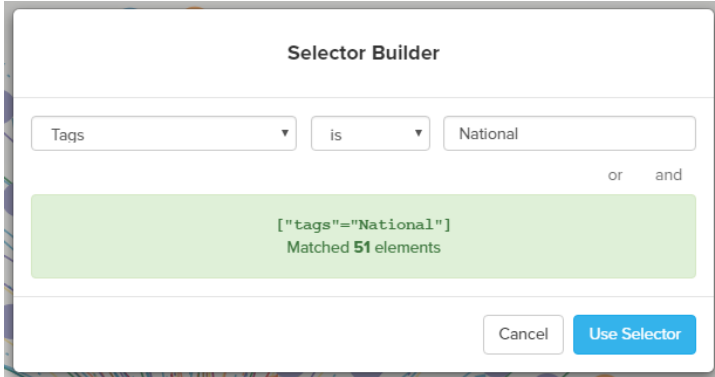 Selector Builder
Tags is National
or and
["tags"="National"]
Matched 51 elements
Cancel Use Selector